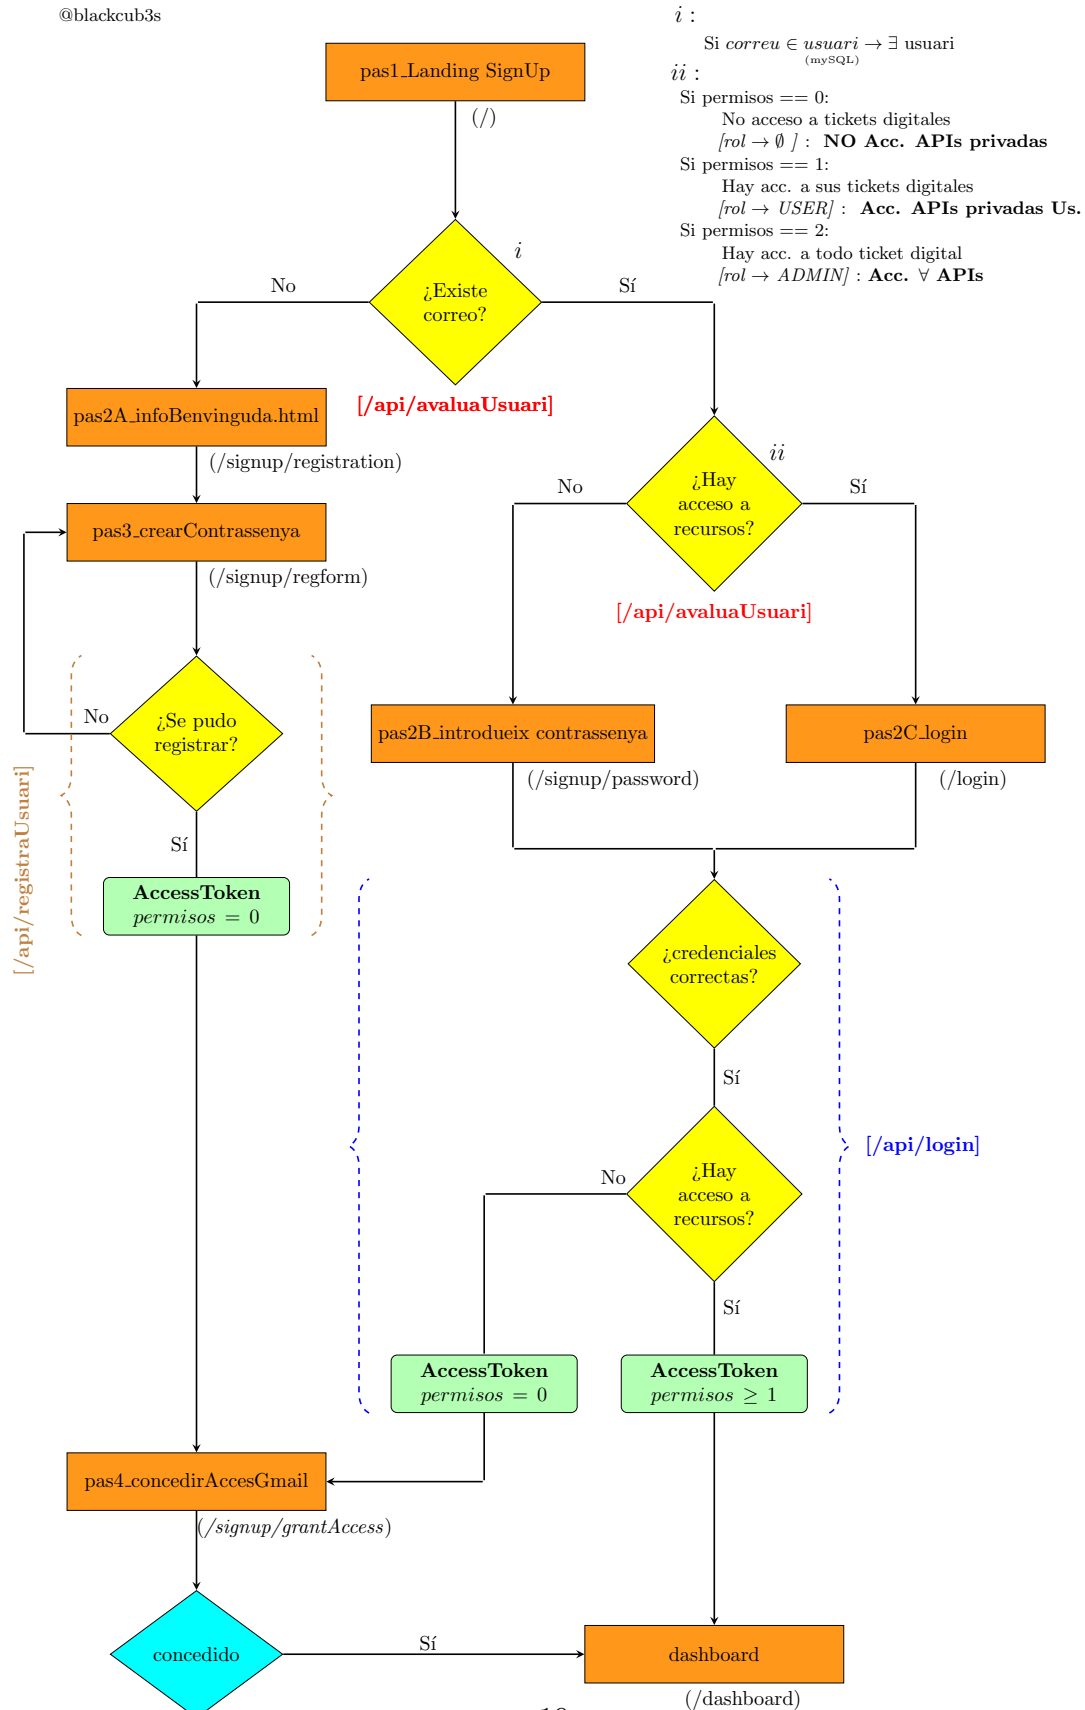 @blackcub3s
i :
Si correu ∈ usuari → ∃ usuari
(mySQL)
ii :
Si permisos == 0:
No acceso a tickets digitales
[rol → ∅ ] : NO Acc. APIs privadas
Si permisos == 1:
Hay acc. a sus tickets digitales
[rol → USER] : Acc. APIs privadas Us.
Si permisos == 2:
Hay acc. a todo ticket digital
[rol → ADMIN] : Acc. ∀ APIs
pas1_Landing SignUp
(/)
i
¿Existe
correo?
No
Sí
[/api/avaluaUsuari]
pas2A_infoBenvinguda.html
(/signup/registration)
ii
¿Hay
acceso a
recursos?
No
Sí
[/api/avaluaUsuari]
pas3_crearContrassenya
(/signup/regform)
¿Se pudo
registrar?
No
Sí
[/api/registraUsuari]
AccessToken
permisos = 0
pas2B_introdueix contrassenya
(/signup/password)
pas2C_login
(/login)
¿credenciales
correctas?
Sí
[/api/login]
¿Hay
acceso a
recursos?
No
Sí
AccessToken
permisos = 0
AccessToken
permisos ≥ 1
pas4_concedirAccesGmail
(/signup/grantAccess)
concedido
Sí
dashboard
(/dashboard)